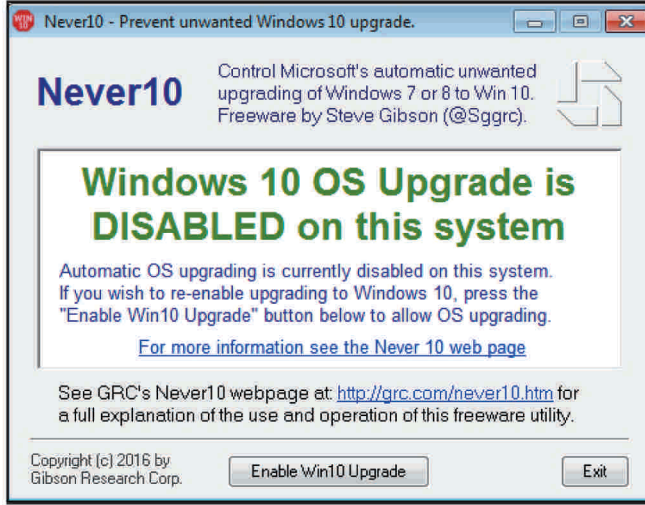 WIN 10 Never10 - Prevent unwanted Windows 10 upgrade.
Never10
Control Microsoft's automatic unwanted
upgrading of Windows 7 or 8 to Win 10.
Freeware by Steve Gibson (@Sggrc).
Windows 10 OS Upgrade is
DISABLED on this system
Automatic OS upgrading is currently disabled on this system.
If you wish to re-enable upgrading to Windows 10, press the
"Enable Win10 Upgrade" button below to allow OS upgrading.
For more information see the Never 10 web page
See GRC's Never10 webpage at: http://grc.com/never10.htm for
a full explanation of the use and operation of this freeware utility.
Copyright (c) 2016 by
Gibson Research Corp.
Enable Win10 Upgrade
Exit